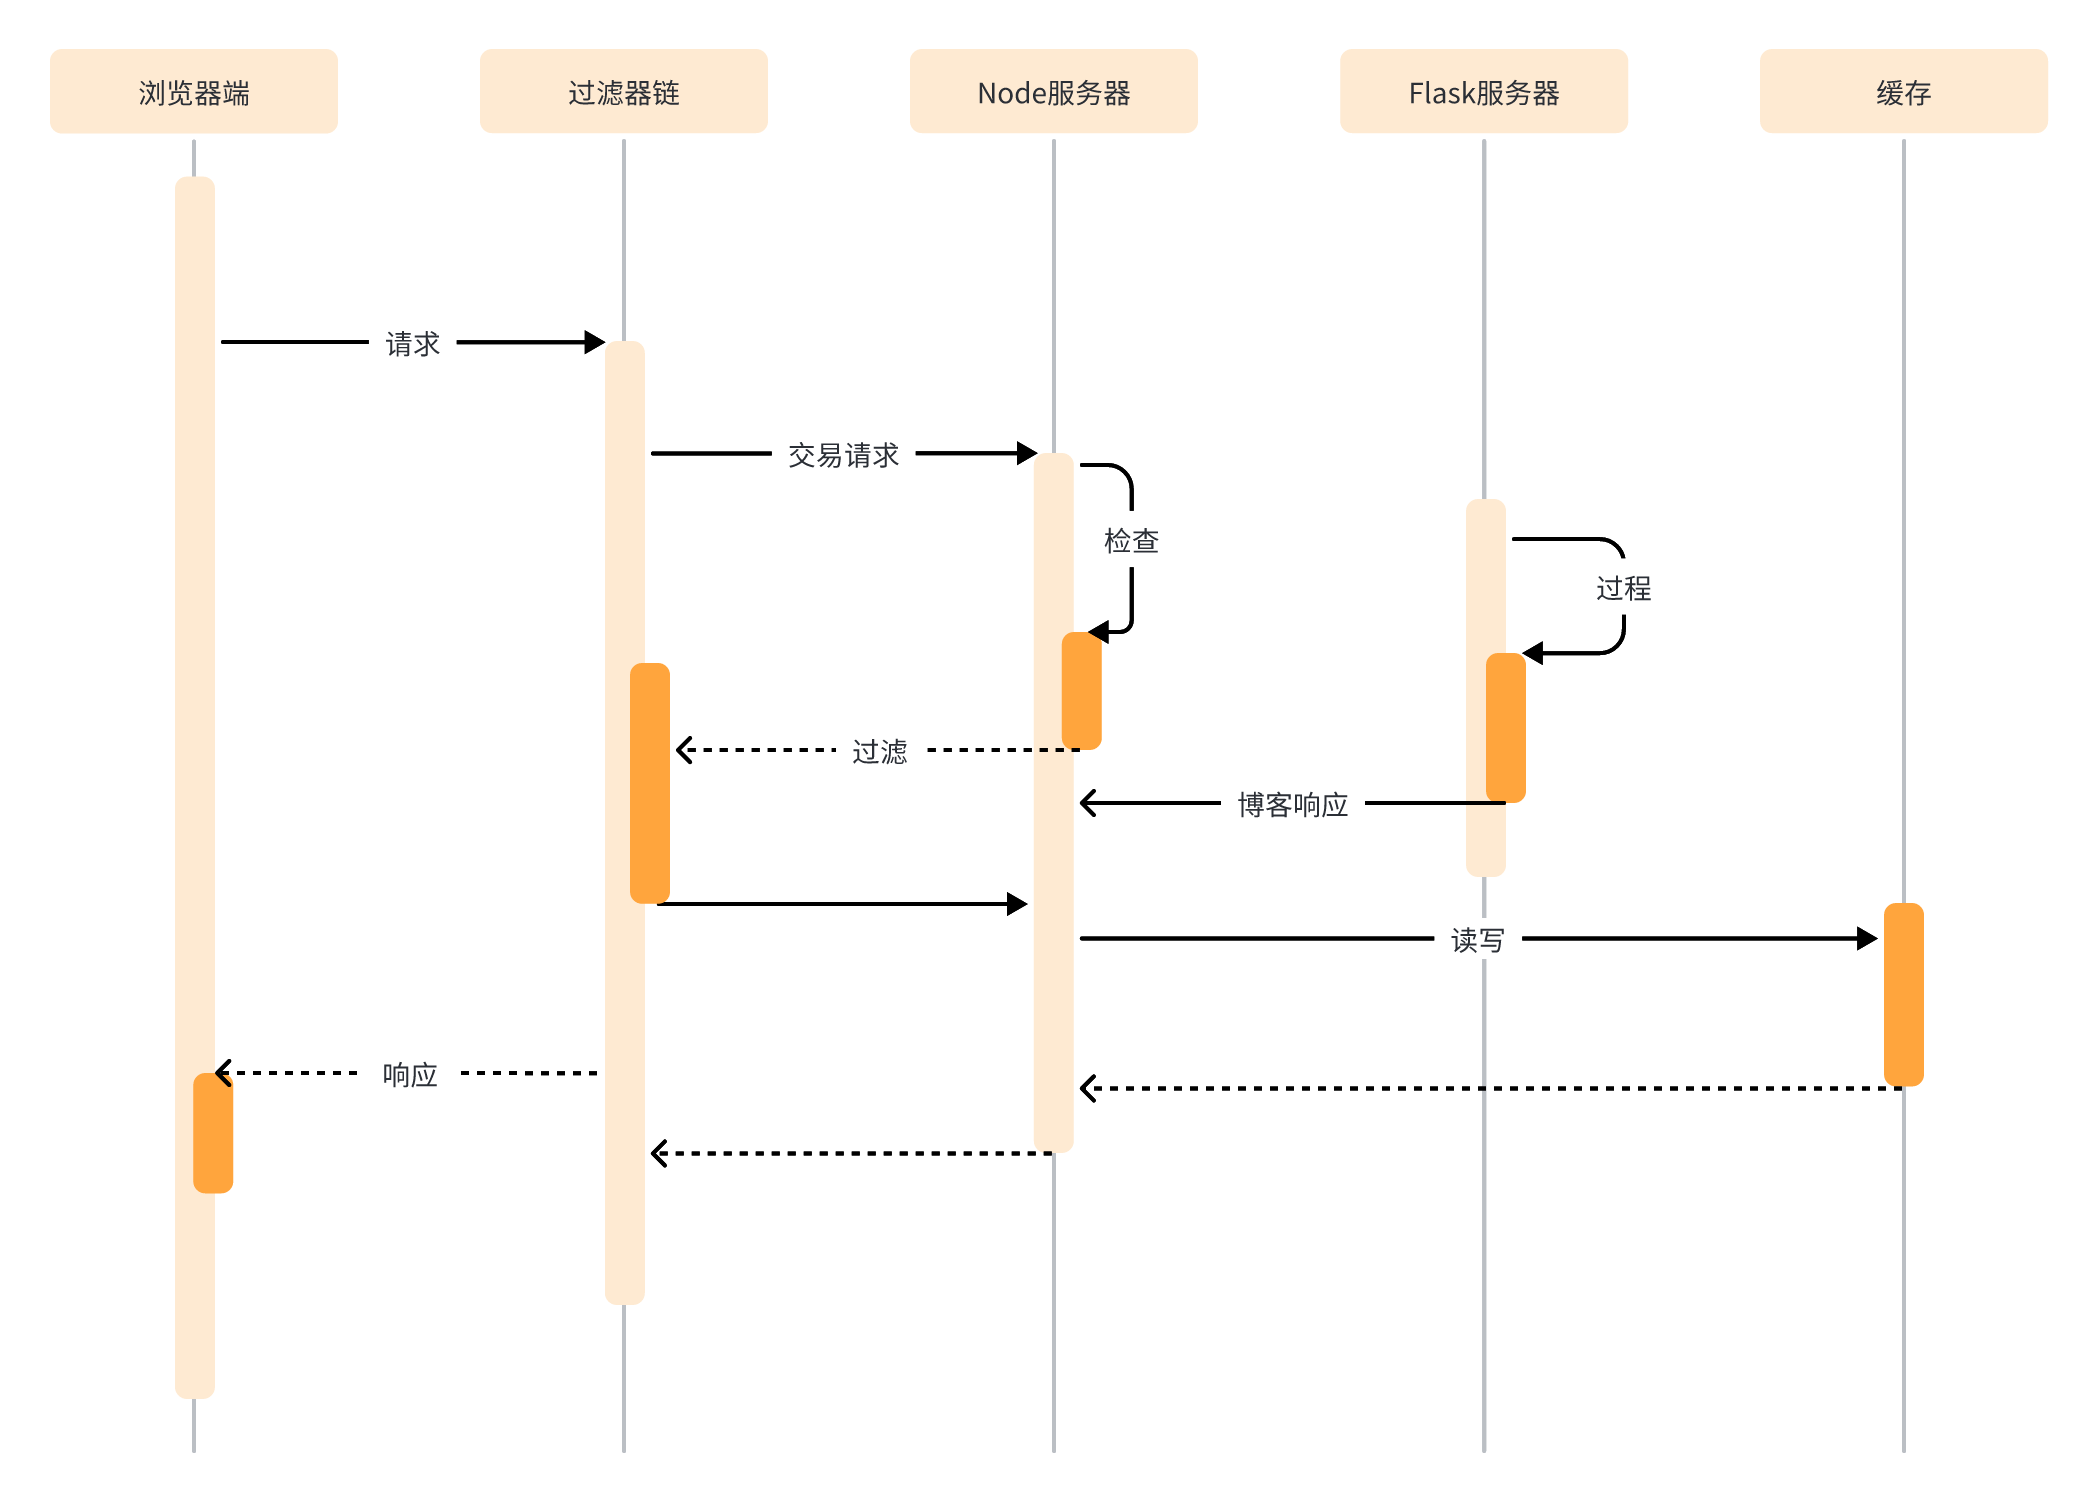 浏览器端
过滤器链
Node服务器
Flask服务器
缓存
请求
交易请求
检查
过程
过滤
博客响应
读写
响应